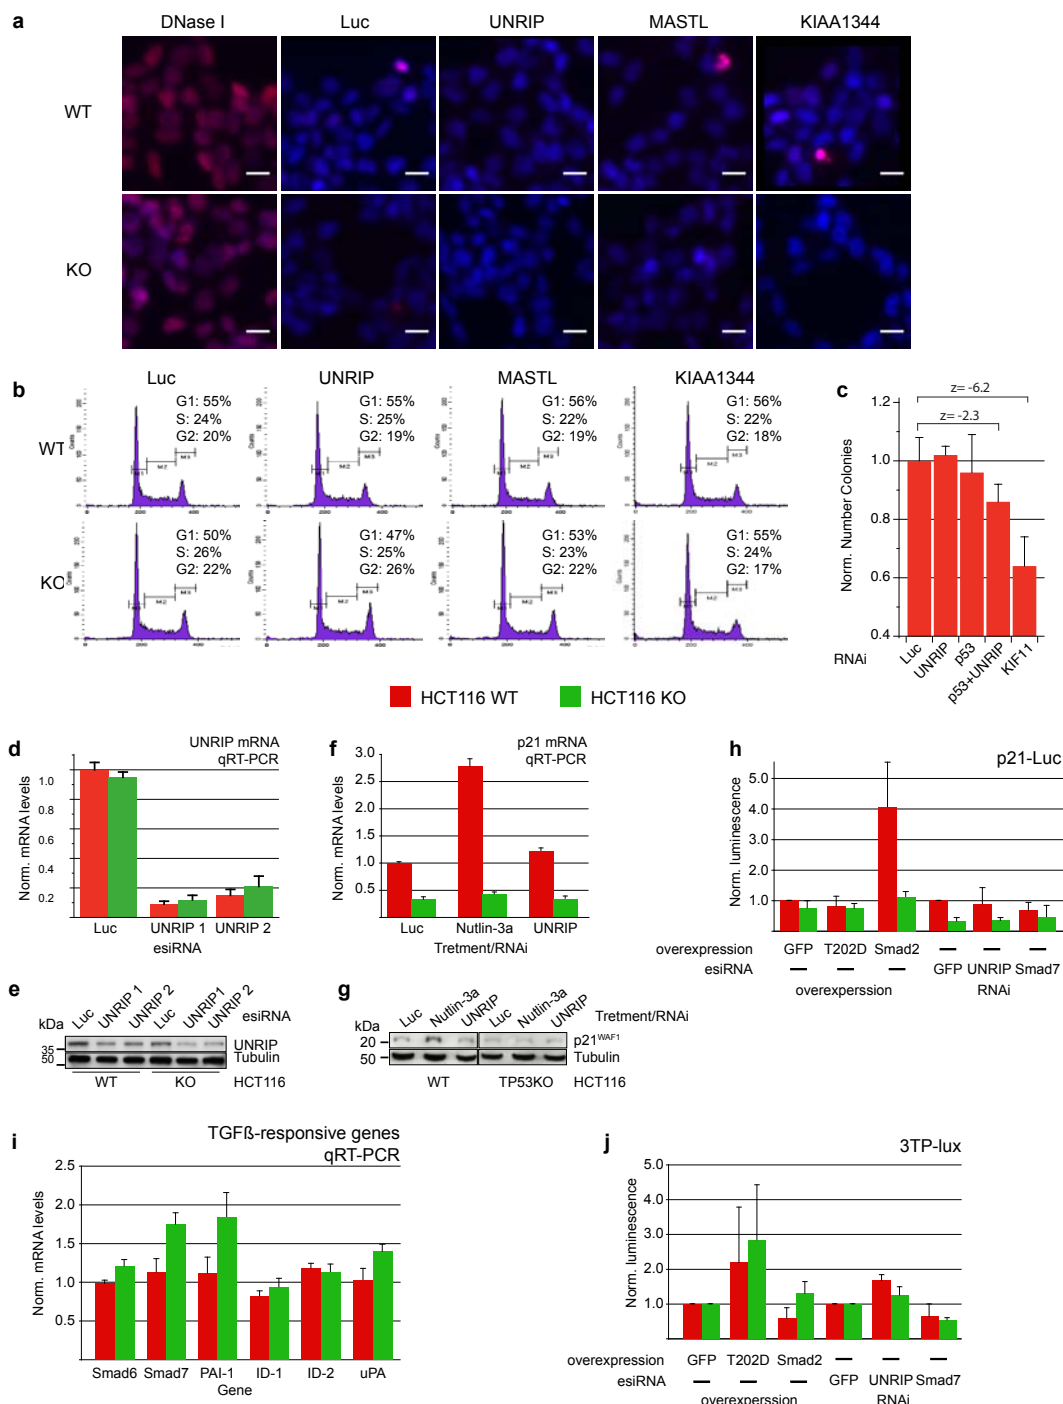 a
DNase I Luc UNRIP MASTL KIAA1344
WT
KO
b
Luc UNRIP MASTL KIAA1344
WT
G1: 55%
S: 24%
G2: 20%
G1: 55%
S: 25%
G2: 19%
G1: 56%
S: 22%
G2: 19%
G1: 56%
S: 22%
G2: 18%
KO
G1: 50%
S: 26%
G2: 22%
G1: 47%
S: 25%
G2: 26%
G1: 53%
S: 23%
G2: 22%
G1: 55%
S: 24%
G2: 17%
c
z= -6.2
z= -2.3
Norm. Number Colonies
1.2
1.0
0.8
0.6
0.4
RNAi
Luc UNRIP p53 p53+UNRIP KIF11
HCT116 WT HCT116 KO
d
UNRIP mRNA
qRT-PCR
Norm. mRNA levels
1.0
0.8
0.6
0.4
0.2
Luc UNRIP 1 UNRIP 2
esiRNA
f
p21 mRNA
qRT-PCR
Norm. mRNA levels
3.0
2.5
2.0
1.5
1.0
0.5
Luc Nutlin-3a UNRIP
Tretment/RNAi
h
p21-Luc
Norm. luminescence
5.0
4.0
3.0
2.0
1.0
overexpression GFP T202D Smad2 – – –
esiRNA – – – GFP UNRIP Smad7
overexperssion RNAi
e
kDa Luc UNRIP 1 UNRIP 2 Luc UNRIP1 UNRIP 2 esiRNA
35 UNRIP
50 Tubulin
WT KO HCT116
g
kDa Luc Nutlin-3a UNRIP Luc Nutlin-3a UNRIP Tretment/RNAi
20 p21WAF1
50 Tubulin
WT TP53KO HCT116
i
TGFß-responsive genes
qRT-PCR
Norm. mRNA levels
2.5
2.0
1.5
1.0
0.5
Smad6 Smad7 PAI-1 ID-1 ID-2 uPA
Gene
j
3TP-lux
Norm. luminescence
5.0
4.0
3.0
2.0
1.0
overexpression GFP T202D Smad2 – – –
esiRNA – – – GFP UNRIP Smad7
overexperssion RNAi